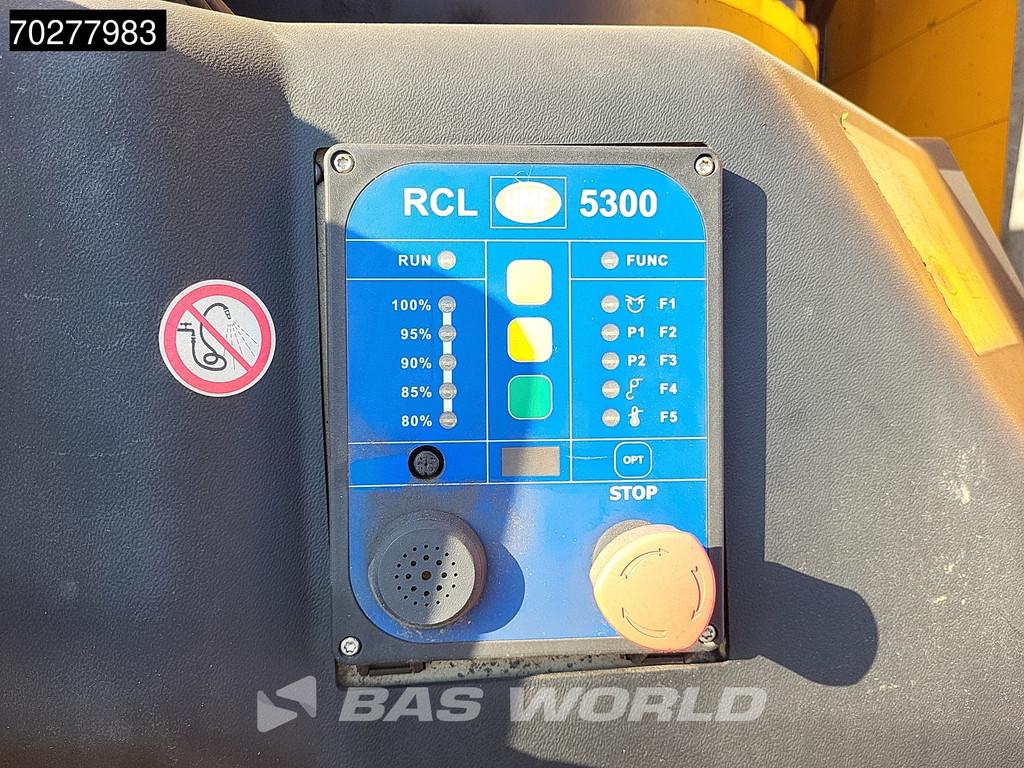 70277983
RCL HMF 5300
RUN
FUNC
100%
95%
90%
85%
80%
F1
P1 F2
P2 F3
F4
F5
OPT
STOP
BAS WORLD